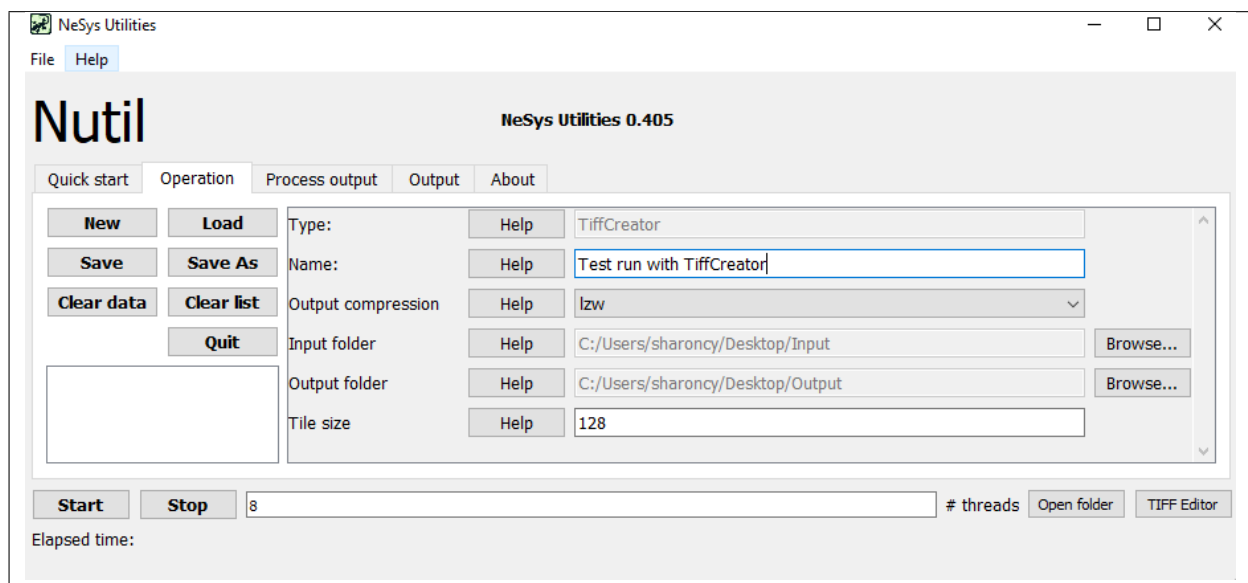 NeSys Utilities
File Help
Nutil
NeSys Utilities 0.405
Quick start Operation Process output Output About
New Load Type: Help TiffCreator
Save Save As Name: Help Test run with TiffCreator
Clear data Clear list Output compression Help lzw
Quit Input folder Help C:/Users/sharoncy/Desktop/Input Browse...
Output folder Help C:/Users/sharoncy/Desktop/Output Browse...
Tile size Help 128
Start Stop 8 # threads Open folder TIFF Editor
Elapsed time: